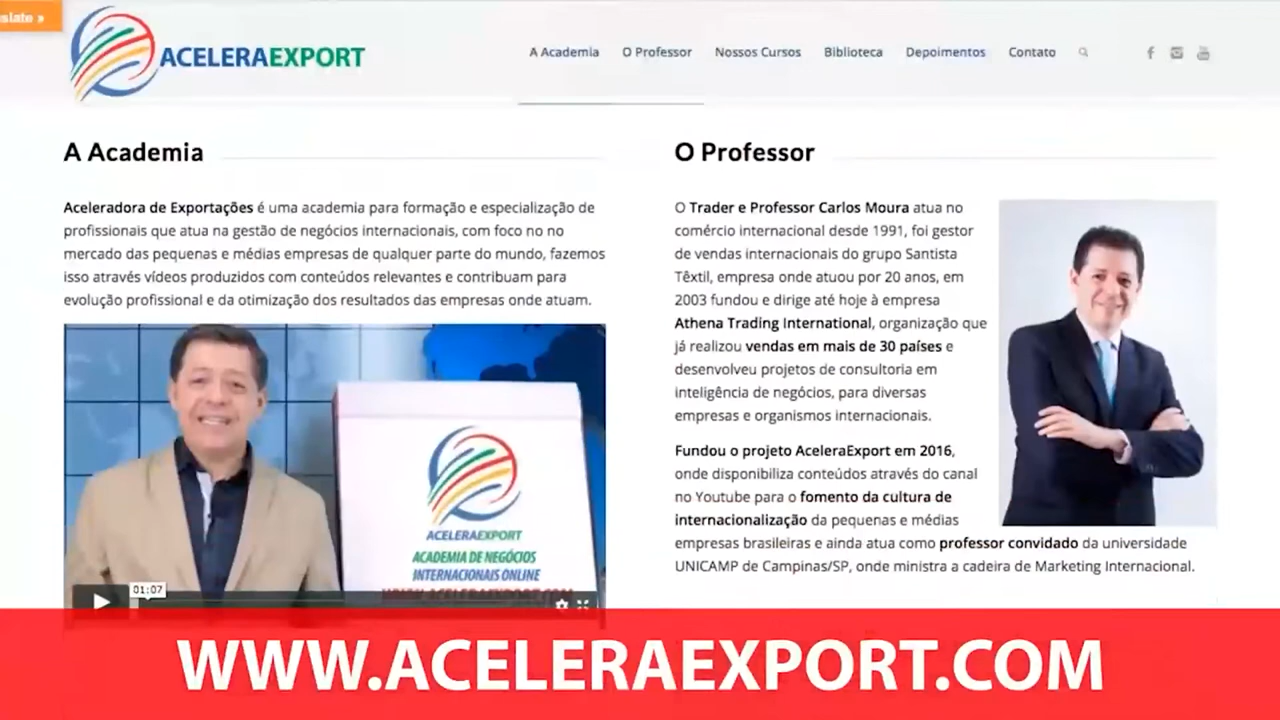 slate »
ACELERAEXPORT
A Academia O Professor Nossos Cursos Biblioteca Depoimentos Contato
A Academia
Aceleradora de Exportações é uma academia para formação e especialização de
profissionais que atua na gestão de negócios internacionais, com foco no no
mercado das pequenas e médias empresas de qualquer parte do mundo, fazemos
isso através vídeos produzidos com conteúdos relevantes e contribuam para
evolução profissional e da otimização dos resultados das empresas onde atuam.
ACELERAEXPORT
ACADEMIA DE NEGÓCIOS
INTERNACIONAIS ONLINE
WWW.ACELERAEXPORT.COM
01:07
O Professor
O Trader e Professor Carlos Moura atua no
comércio internacional desde 1991, foi gestor
de vendas internacionais do grupo Santista
Têxtil, empresa onde atuou por 20 anos, em
2003 fundou e dirige até hoje à empresa
Athena Trading International, organização que
já realizou vendas em mais de 30 países e
desenvolveu projetos de consultoria em
inteligência de negócios, para diversas
empresas e organismos internacionais.
Fundou o projeto AceleraExport em 2016,
onde disponibiliza conteúdos através do canal
no Youtube para o fomento da cultura de
internacionalização da pequenas e médias
empresas brasileiras e ainda atua como professor convidado da universidade
UNICAMP de Campinas/SP, onde ministra a cadeira de Marketing Internacional.
WWW.ACELERAEXPORT.COM